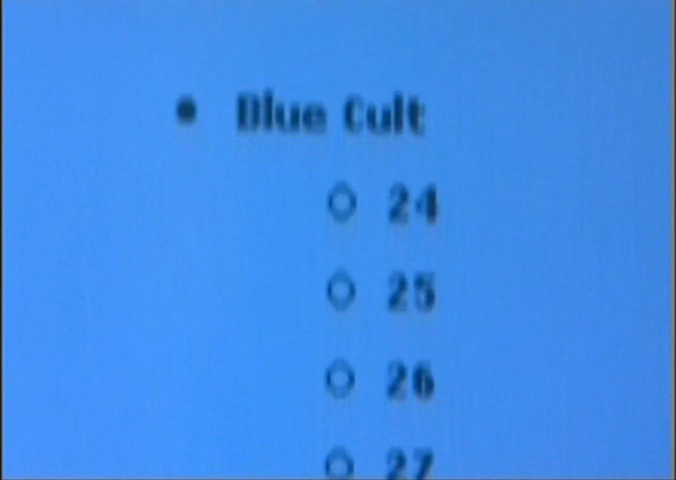 • Blue Cult
○ 24
○ 25
○ 26
○ 27